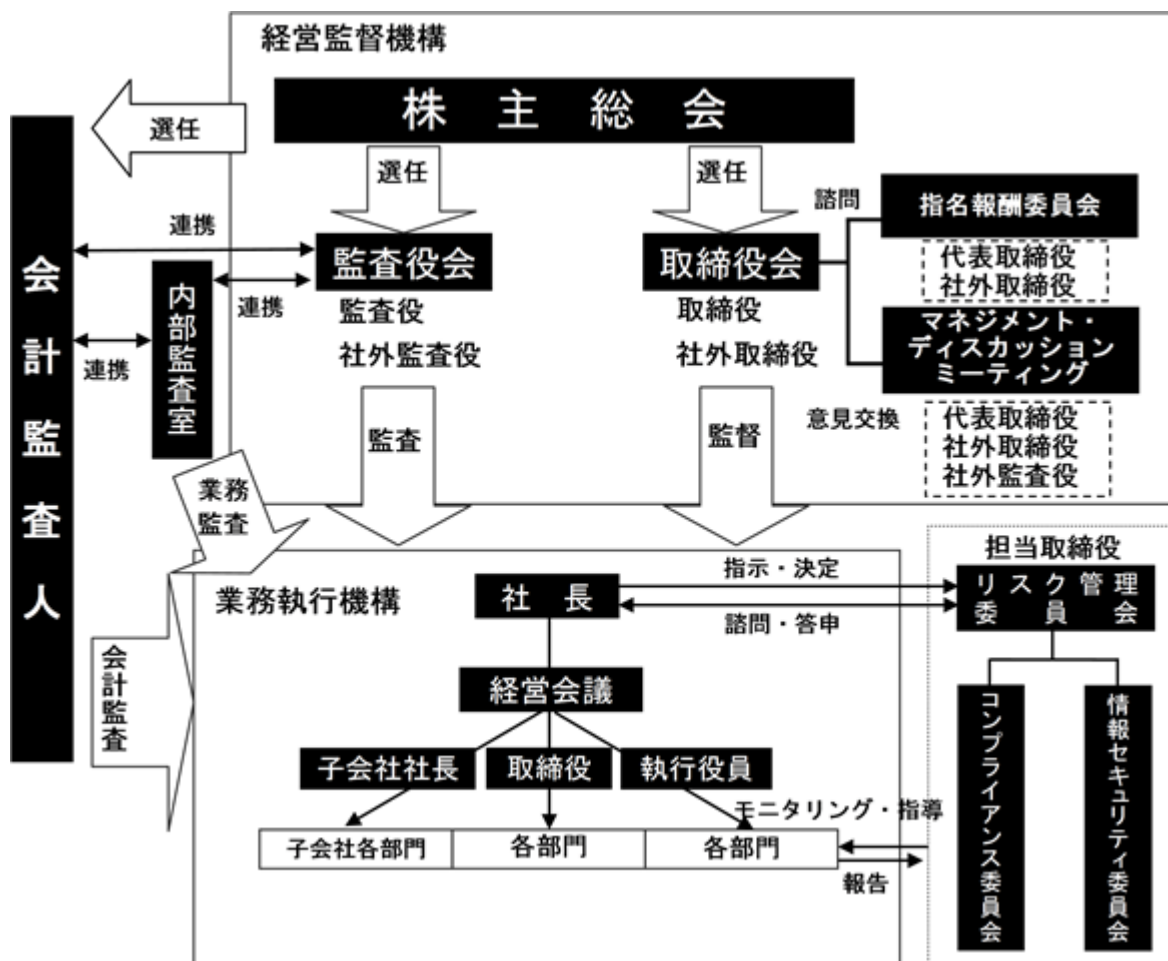 経営監督機構
株主総会
選任
選任
選任
諮問
指名報酬委員会
代表取締役
社外取締役
連携
監査役会
取締役会
監査役
社外監査役
取締役
社外取締役
マネジメント・
ディスカッション
ミーティング
意見交換
代表取締役
社外取締役
社外監査役
会計監査人
内部監査室
連携
連携
監査
監督
業務
監査
会計監査
業務執行機構
社長
指示・決定
諮問・答申
担当取締役
リスク管理
委員会
経営会議
子会社社長
取締役
執行役員
モニタリング・指導
子会社各部門
各部門
各部門
報告
コンプライアンス委員会
情報セキュリティ委員会